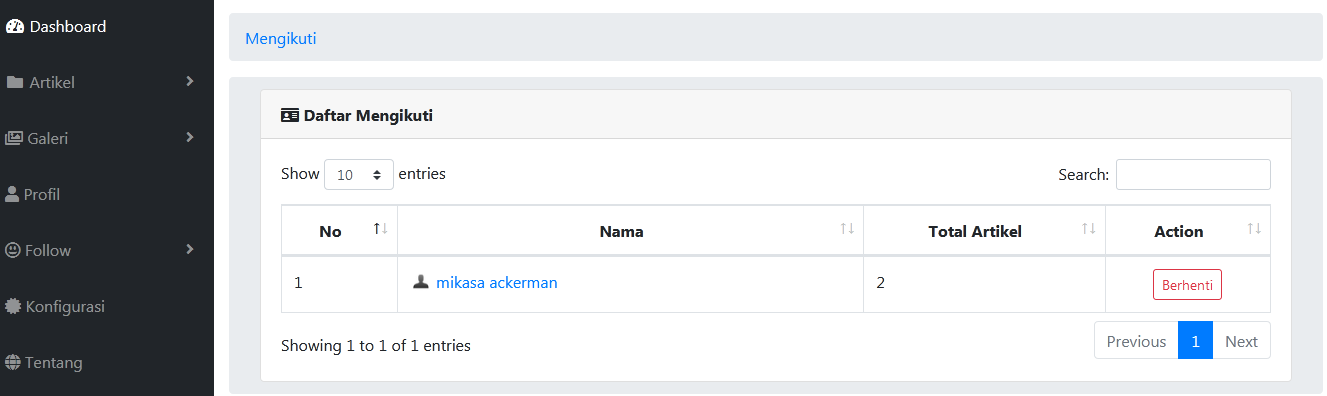 Dashboard
Artikel
Galeri
Profil
Follow
Konfigurasi
Tentang
Mengikuti
Daftar Mengikuti
Show 10 entries
Search:
No Nama Total Artikel Action
1 mikasa ackerman 2 Berhenti
Showing 1 to 1 of 1 entries
Previous 1 Next